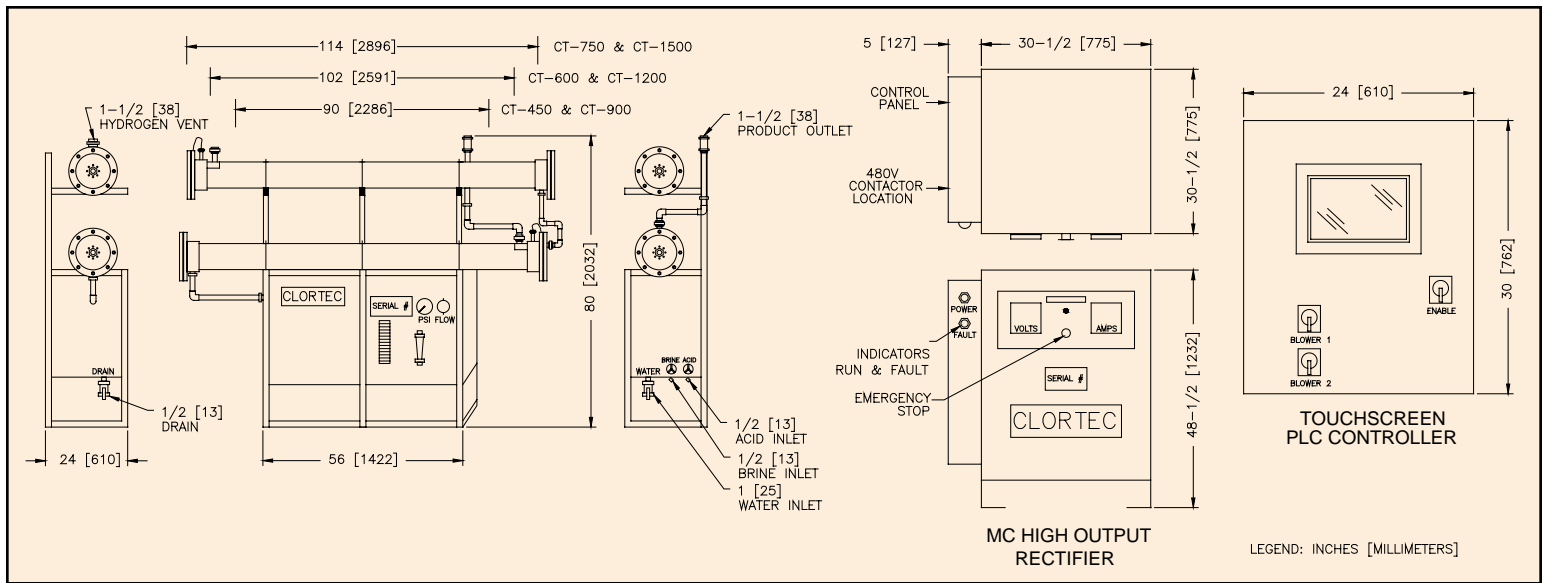 114 [2896]
CT-750 & CT-1500
102 [2591]
CT-600 & CT-1200
90 [2286]
CT-450 & CT-900
1-1/2 [38]
HYDROGEN VENT
1-1/2 [38]
PRODUCT OUTLET
80 [2032]
CLORTEC
SERIAL #
PSI FLOW
DRAIN
1/2 [13]
DRAIN
24 [610]
56 [1422]
WATER
BRINE ACID
1/2 [13]
ACID INLET
1/2 [13]
BRINE INLET
1 [25]
WATER INLET
5 [127]
30-1/2 [775]
CONTROL
PANEL
480V
CONTACTOR
LOCATION
30-1/2 [775]
POWER
FAULT
VOLTS
AMPS
INDICATORS
RUN & FAULT
EMERGENCY
STOP
SERIAL #
CLORTEC
48-1/2 [1232]
MC HIGH OUTPUT
RECTIFIER
24 [610]
30 [762]
ENABLE
BLOWER 1
BLOWER 2
TOUCHSCREEN
PLC CONTROLLER
LEGEND: INCHES [MILLIMETERS]